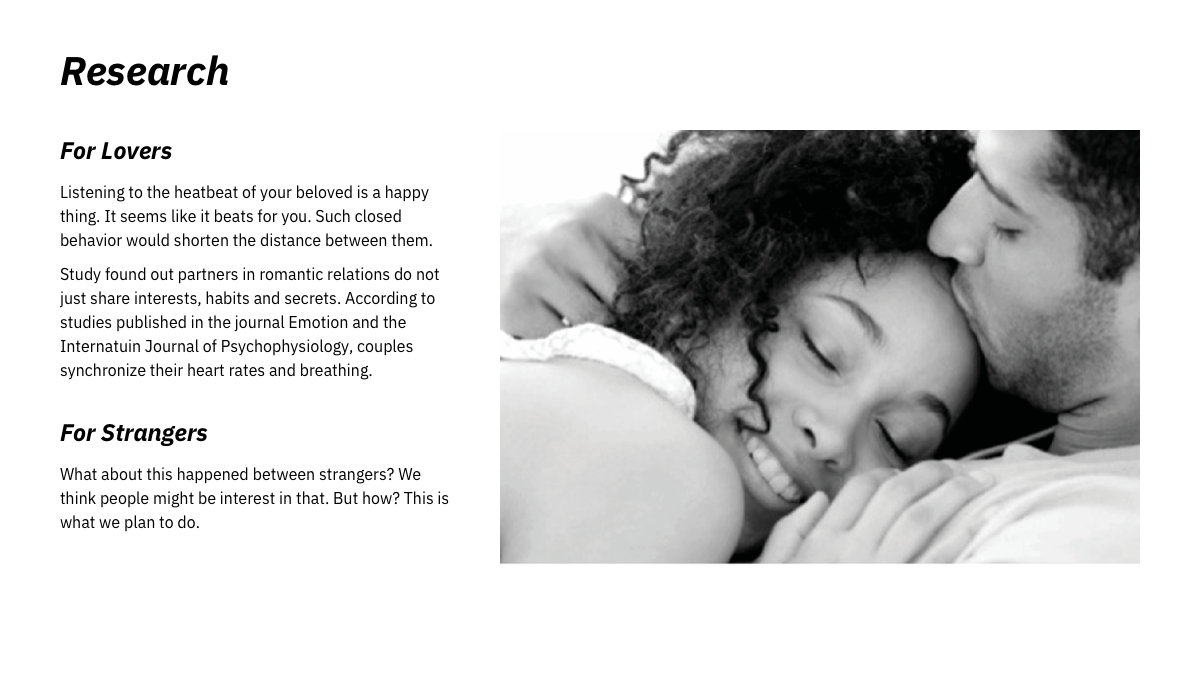 Research
For Lovers
Listening to the heatbeat of your beloved is a happy
thing. It seems like it beats for you. Such closed
behavior would shorten the distance between them.
Study found out partners in romantic relations do not
just share interests, habits and secrets. According to
studies published in the journal Emotion and the
Internatuin Journal of Psychophysiology, couples
synchronize their heart rates and breathing.
For Strangers
What about this happened between strangers? We
think people might be interest in that. But how? This is
what we plan to do.